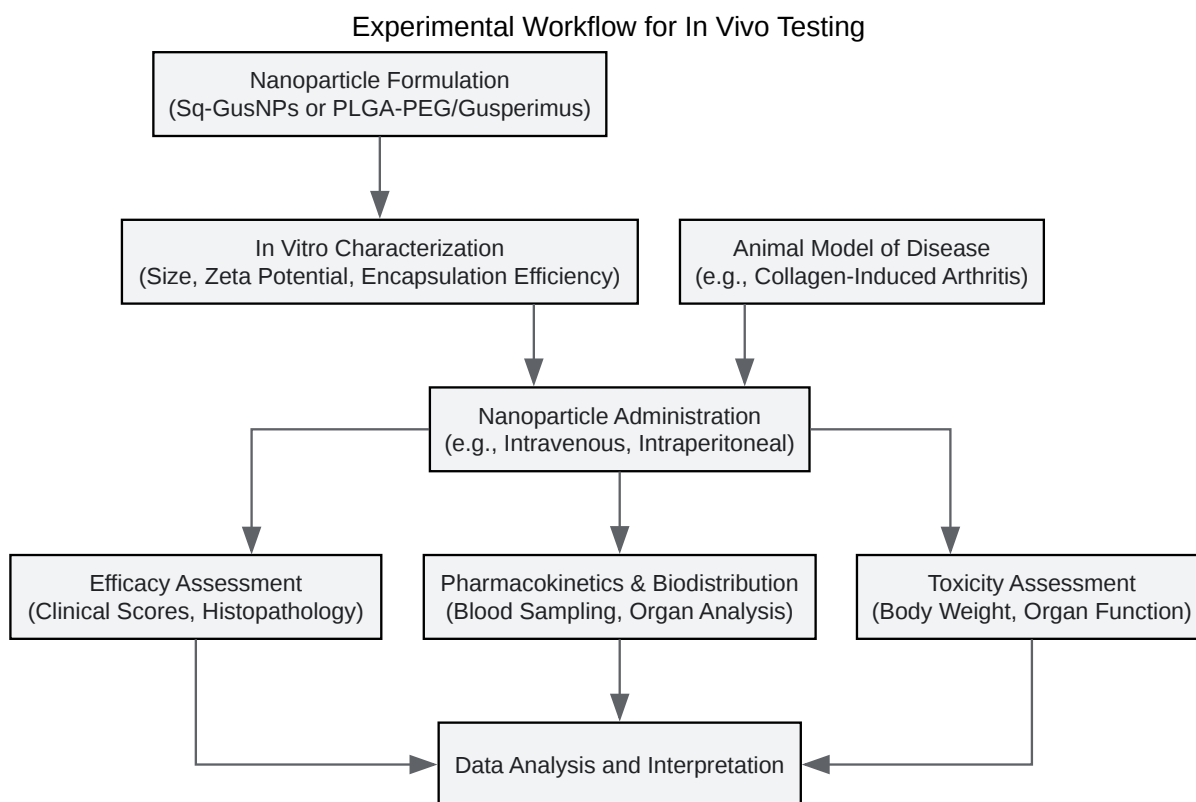 Experimental Workflow for In Vivo Testing
Nanoparticle Formulation
(Sq-GusNPs or PLGA-PEG/Gusperimus)
In Vitro Characterization
(Size, Zeta Potential, Encapsulation Efficiency)
Animal Model of Disease
(e.g., Collagen-Induced Arthritis)
Nanoparticle Administration
(e.g., Intravenous, Intraperitoneal)
Efficacy Assessment
(Clinical Scores, Histopathology)
Pharmacokinetics & Biodistribution
(Blood Sampling, Organ Analysis)
Toxicity Assessment
(Body Weight, Organ Function)
Data Analysis and Interpretation